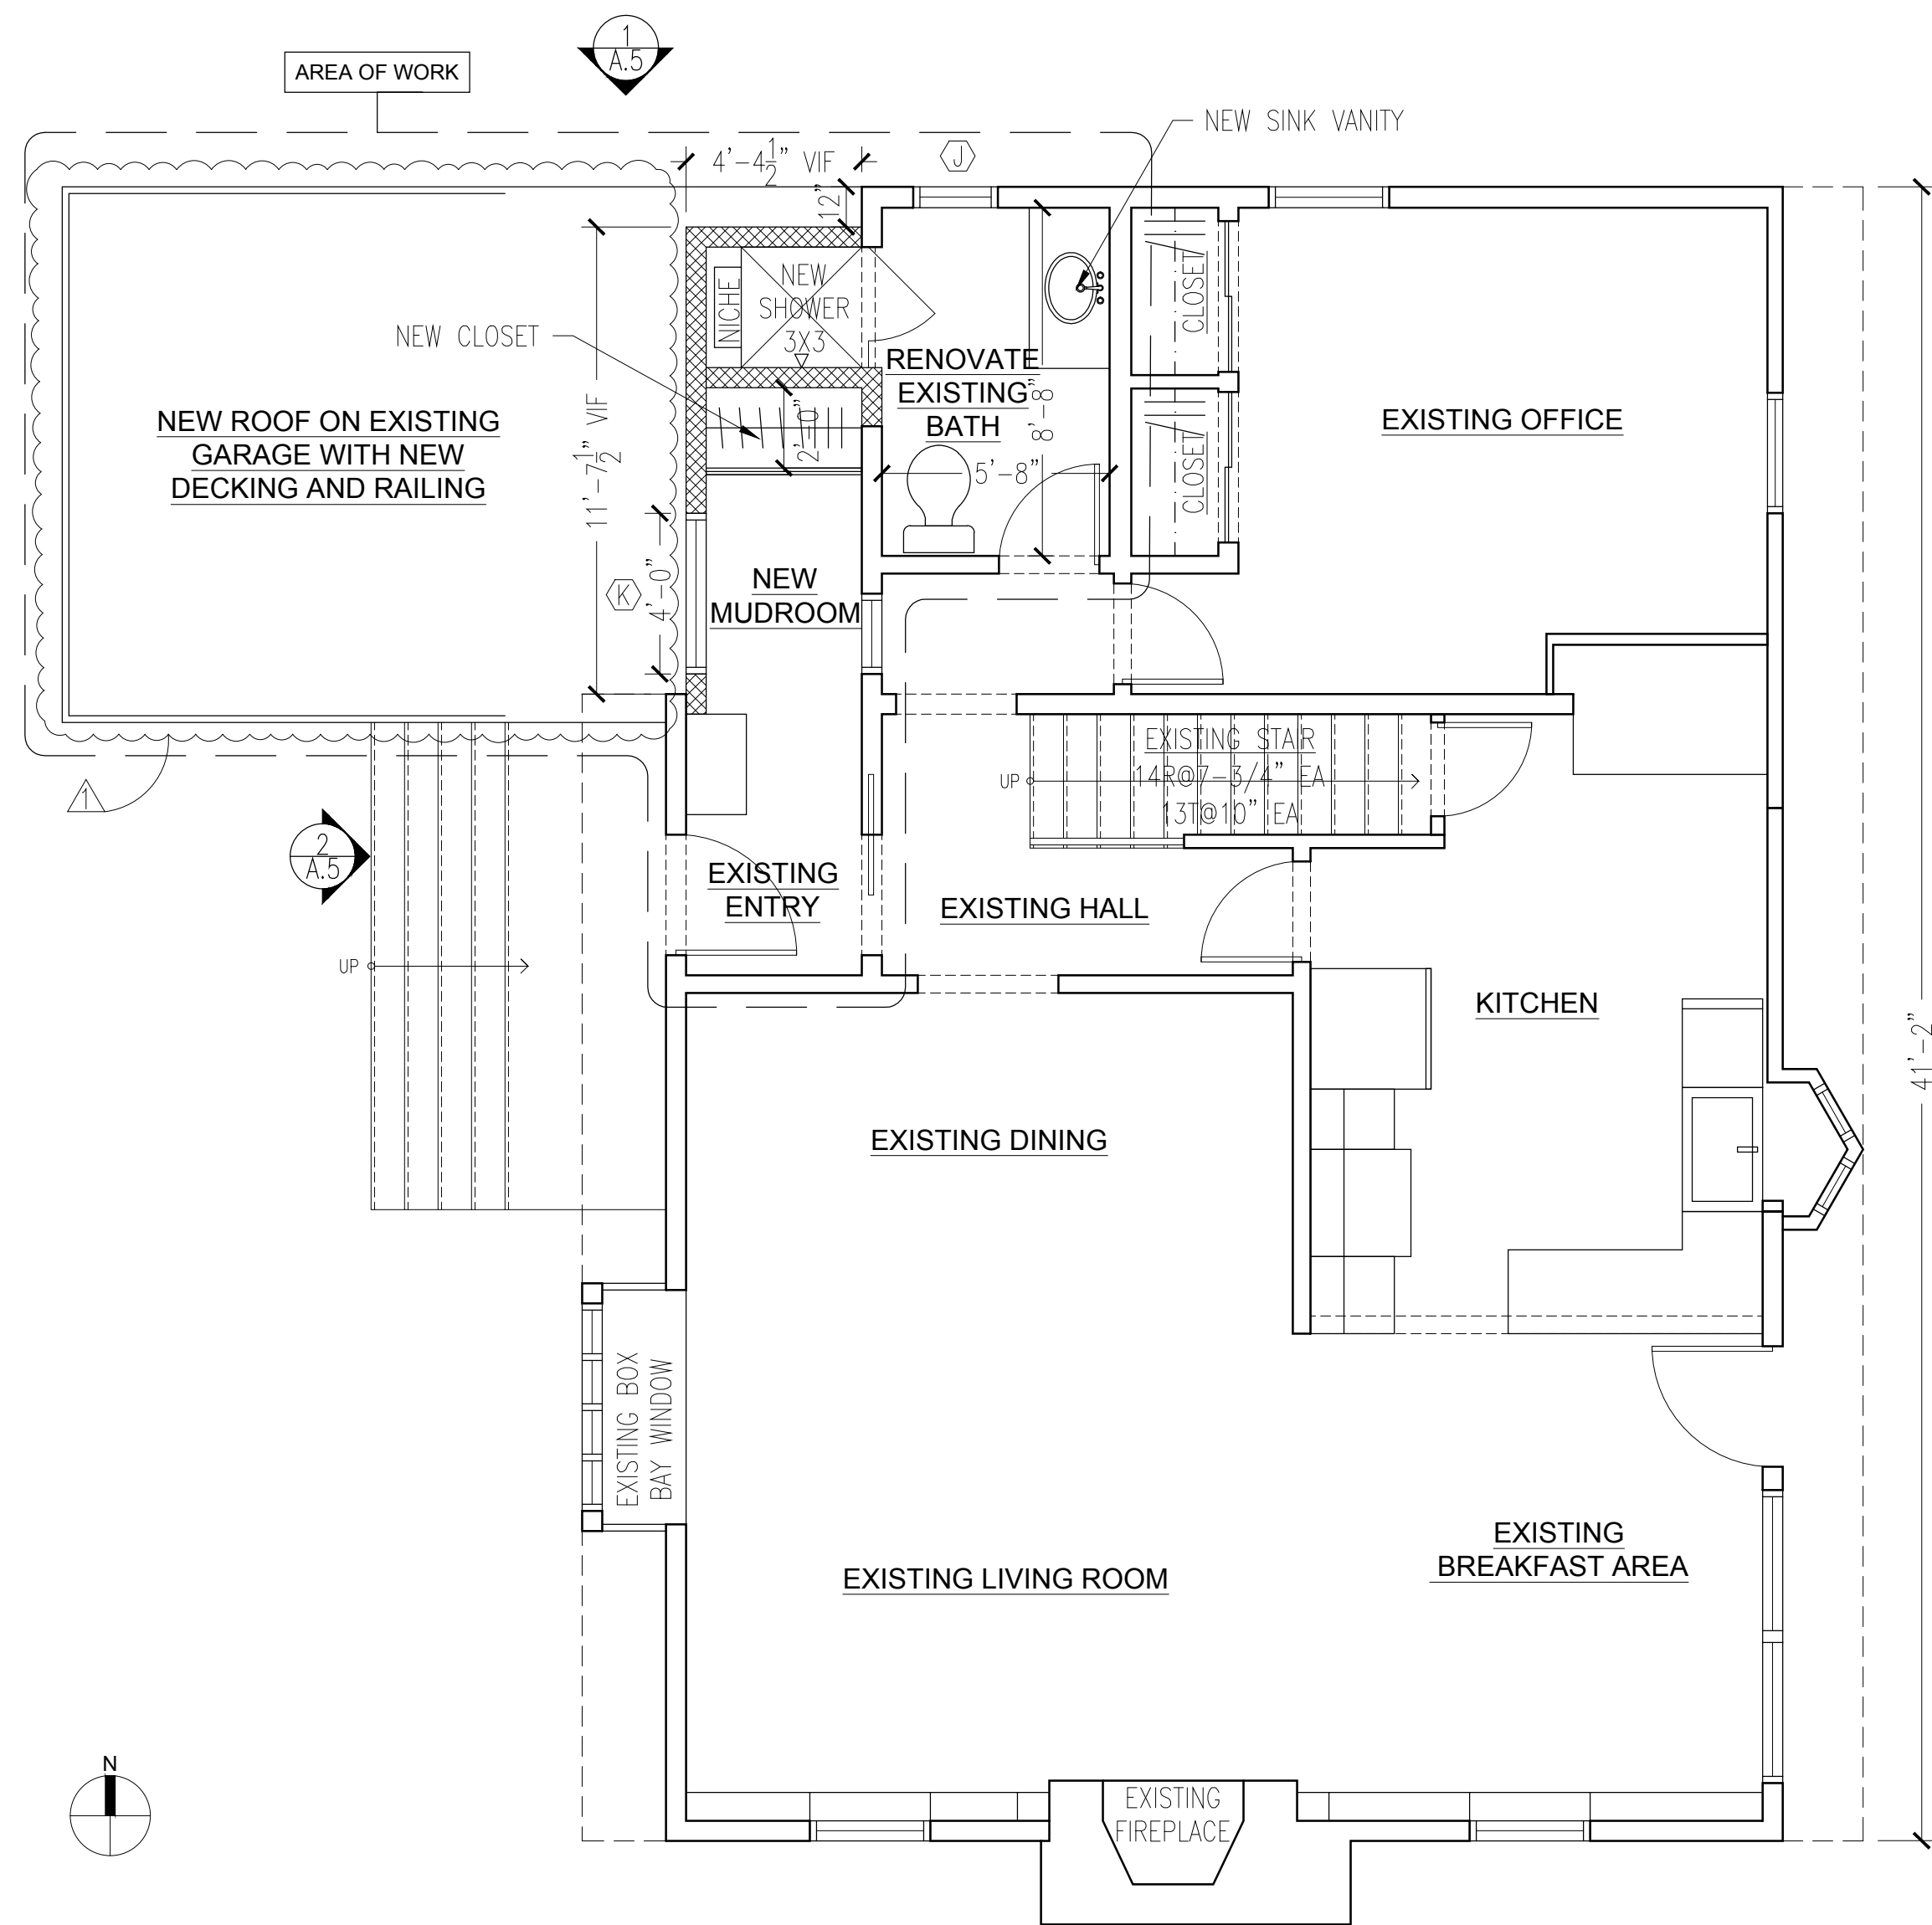 1
A.5
AREA OF WORK
NEW SINK VANITY
4'-4 1/2" VIF
J
12"
NEW
SHOWER
3X3
NICHE
NEW CLOSET
RENOVATE
EXISTING
BATH
8'-8"
5'-8"
2'-0"
CLOSET
CLOSET
EXISTING OFFICE
NEW ROOF ON EXISTING
GARAGE WITH NEW
DECKING AND RAILING
11'-7 1/2" VIF
K
4'-0"
NEW
MUDROOM
EXISTING STAIR
14R@7-3/4" EA
13T@10" EA
UP
1
2
A.5
EXISTING
ENTRY
EXISTING HALL
UP
KITCHEN
41'-2"
EXISTING DINING
EXISTING BOX
BAY WINDOW
EXISTING LIVING ROOM
EXISTING
BREAKFAST AREA
EXISTING
FIREPLACE
N